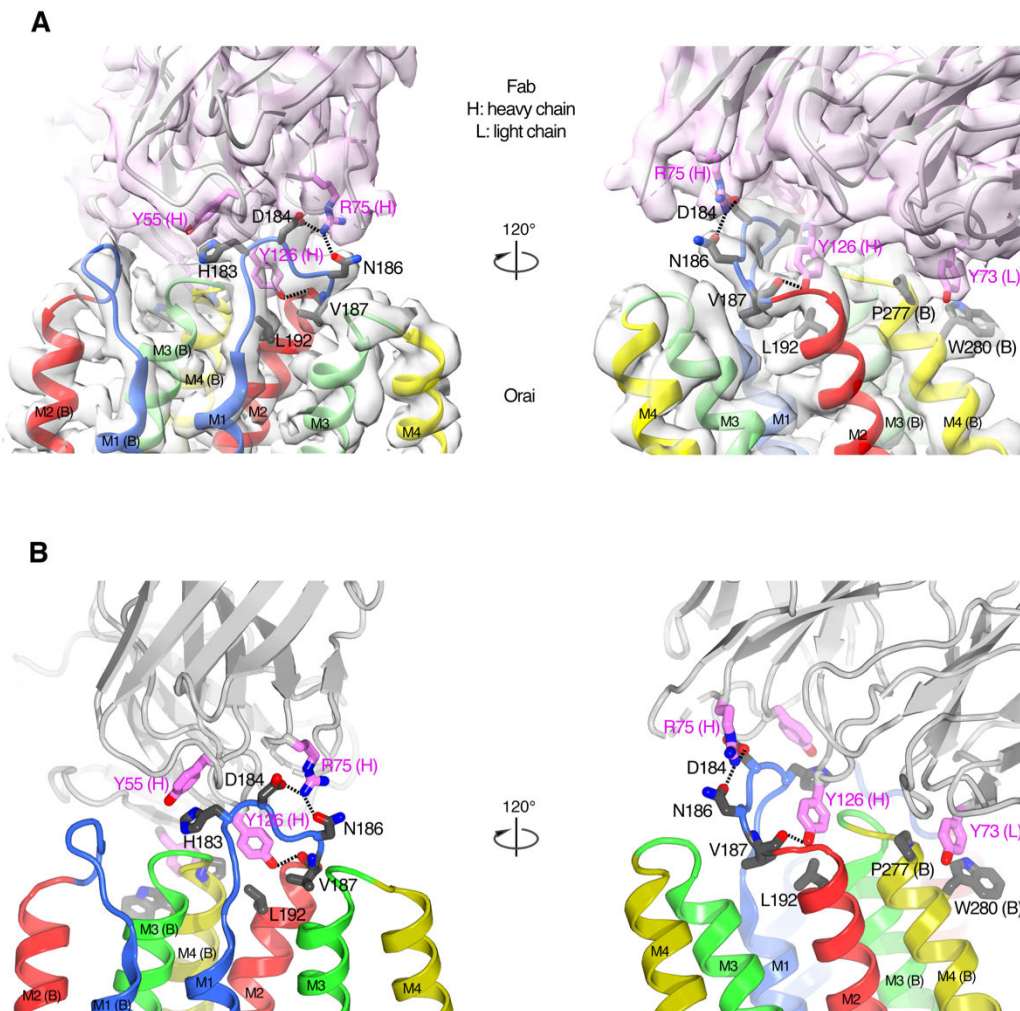 A
Fab
H: heavy chain
L: light chain
Y55 (H)
D184
R75 (H)
H183
Y126 (H)
N186
V187
L192
M3 (B)
M4 (B)
M2 (B)
M1 (B)
M1
M2
M3
M4
120°
Orai
R75 (H)
D184
N186
Y126 (H)
Y73 (L)
V187
P277 (B)
L192
W280 (B)
M4
M3
M1
M2
M3 (B)
M4 (B)
B
Y55 (H)
D184
R75 (H)
H183
Y126 (H)
N186
V187
L192
M3 (B)
M4 (B)
M2 (B)
M1 (B)
M1
M2
M3
M4
120°
R75 (H)
D184
N186
Y126 (H)
Y73 (L)
V187
P277 (B)
L192
W280 (B)
M4
M3
M1
M2
M3 (B)
M4 (B)